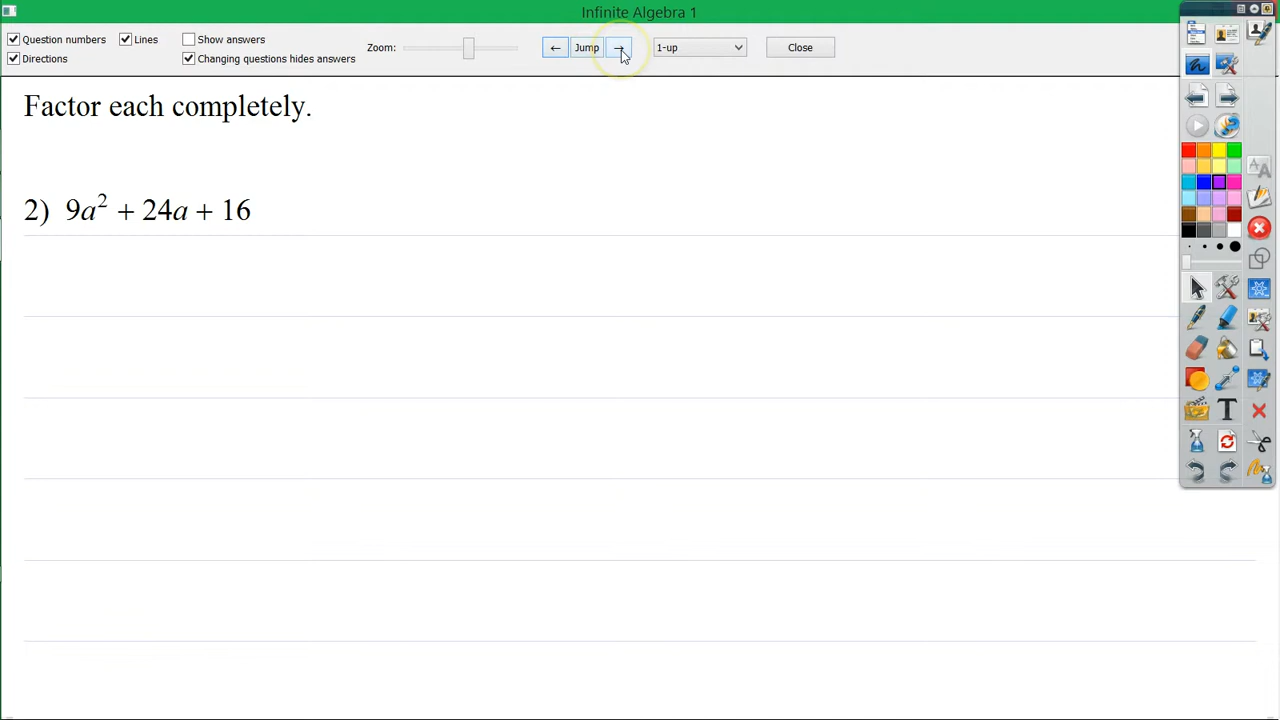 Infinite Algebra 1
Question numbers
Lines
Show answers
Directions
Changing questions hides answers
Zoom:
←
Jump
→
1-up
Close
Factor each completely.
2) 9a² + 24a + 16